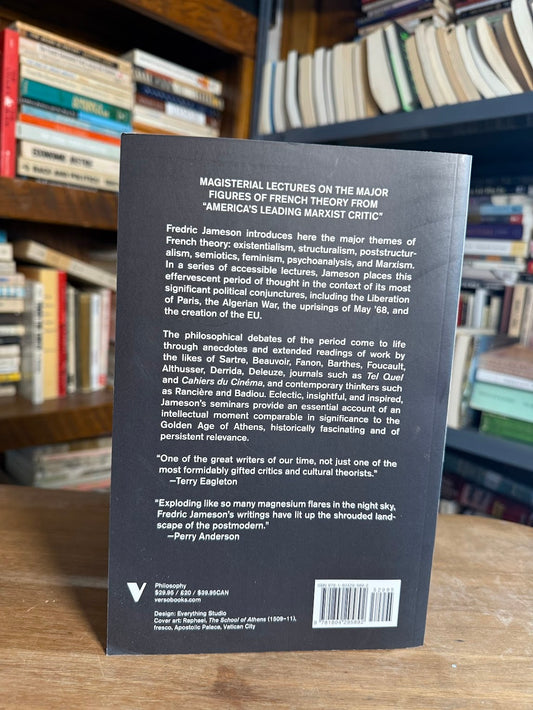 MAGISTERIAL LECTURES ON THE MAJOR
FIGURES OF FRENCH THEORY FROM
“AMERICA’S LEADING MARXIST CRITIC”
Fredric Jameson introduces here the major themes of
French theory: existentialism, structuralism, poststructur-
alism, semiotics, feminism, psychoanalysis, and Marxism.
In a series of accessible lectures, Jameson places this
effervescent period of thought in the context of its most
significant political conjunctures, including the Liberation
of Paris, the Algerian War, the uprisings of May ’68, and
the creation of the EU.
The philosophical debates of the period come to life
through anecdotes and extended readings of work by
the likes of Sartre, Beauvoir, Fanon, Barthes, Foucault,
Althusser, Derrida, Deleuze, journals such as Tel Quel
and Cahiers du Cinéma, and contemporary thinkers such
as Rancière and Badiou. Eclectic, insightful, and inspired,
Jameson’s seminars provide an essential account of an
intellectual moment comparable in significance to the
Golden Age of Athens, historically fascinating and of
persistent relevance.
“One of the great writers of our time, not just one of the
most formidably gifted critics and cultural theorists.”
—Terry Eagleton
“Exploding like so many magnesium flares in the night sky,
Fredric Jameson’s writings have lit up the shrouded land-
scape of the postmodern.”
—Perry Anderson
V
Philosophy
$29.95 / £20 / $39.95CAN
versobooks.com
Design: Everything Studio
Cover art: Raphael, The School of Athens (1509–11),
fresco, Apostolic Palace, Vatican City
52995